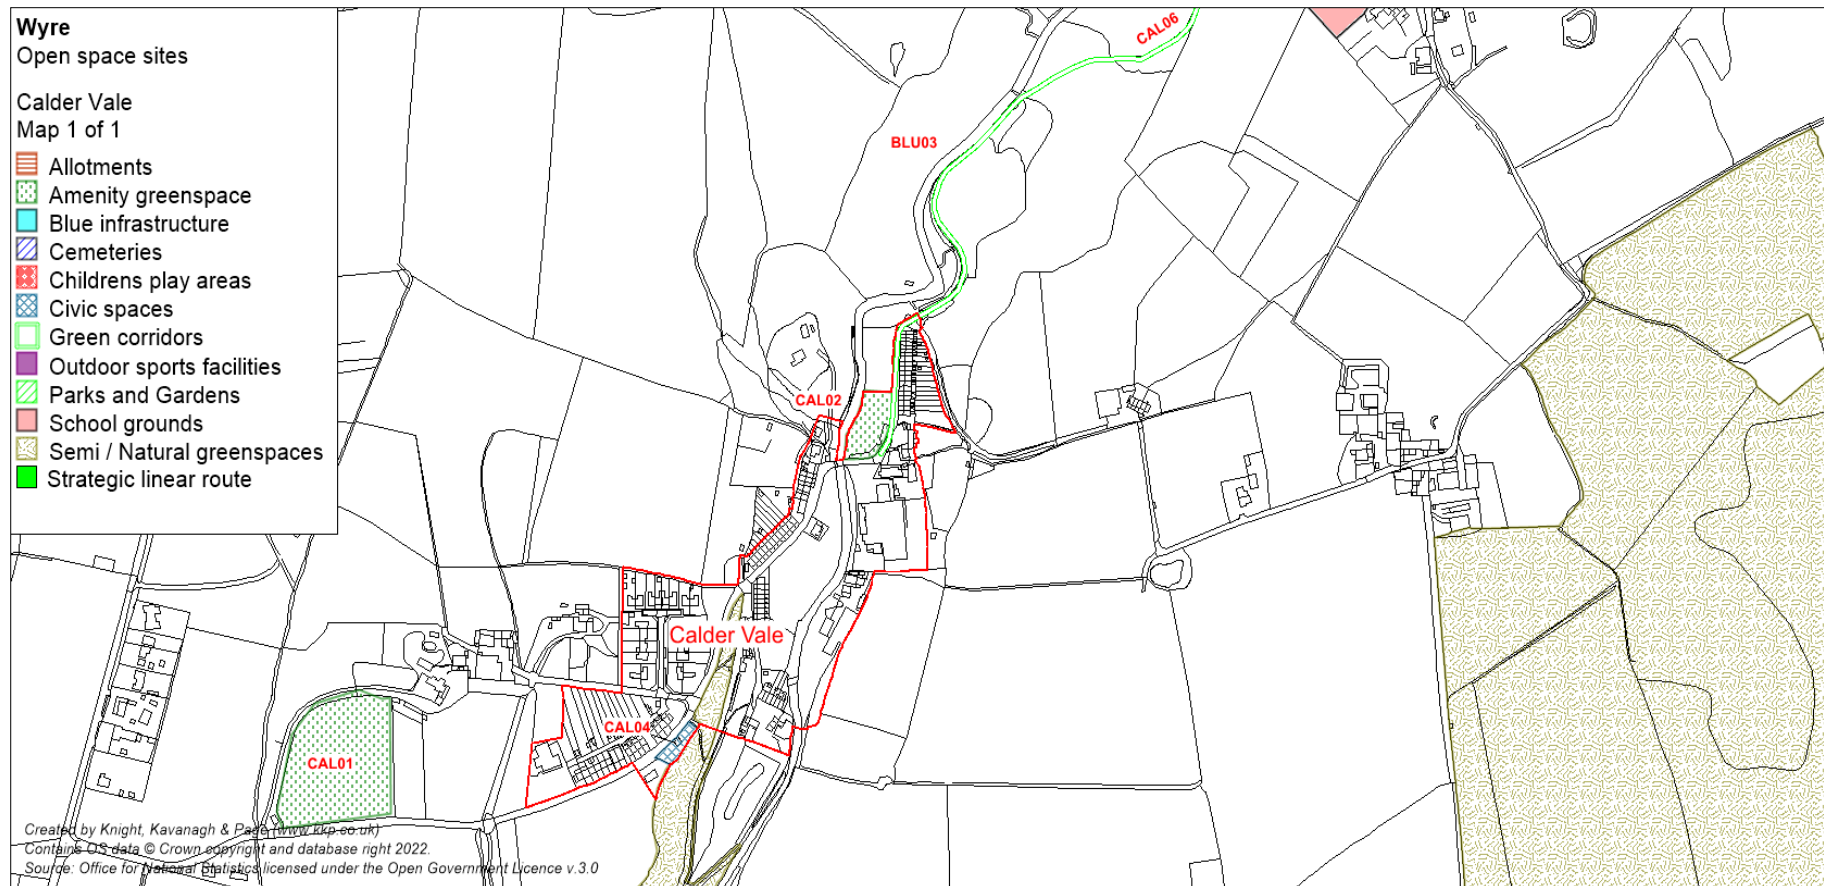 Wyre
Open space sites
Calder Vale
Map 1 of 1
Allotments
Amenity greenspace
Blue infrastructure
Cemeteries
Childrens play areas
Civic spaces
Green corridors
Outdoor sports facilities
Parks and Gardens
School grounds
Semi / Natural greenspaces
Strategic linear route
CAL06
BLU03
CAL02
Calder Vale
CAL04
CAL01
Created by Knight, Kavanagh & Page (www.kkp.co.uk)
Contains OS data © Crown copyright and database right 2022.
Source: Office for National Statistics licensed under the Open Government Licence v.3.0